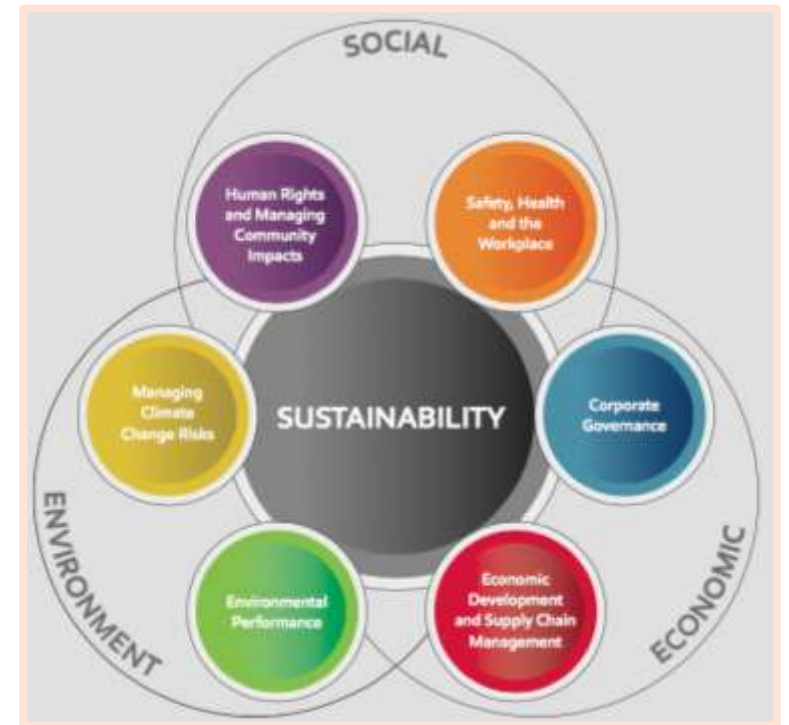 SOCIAL
Human Rights
and Managing
Community
Impacts
Safety, Health
and the
Workplace
Managing
Climate
Change Risks
SUSTAINABILITY
Corporate
Governance
ENVIRONMENT
Environmental
Performance
Economic
Development
and Supply Chain
Management
ECONOMIC